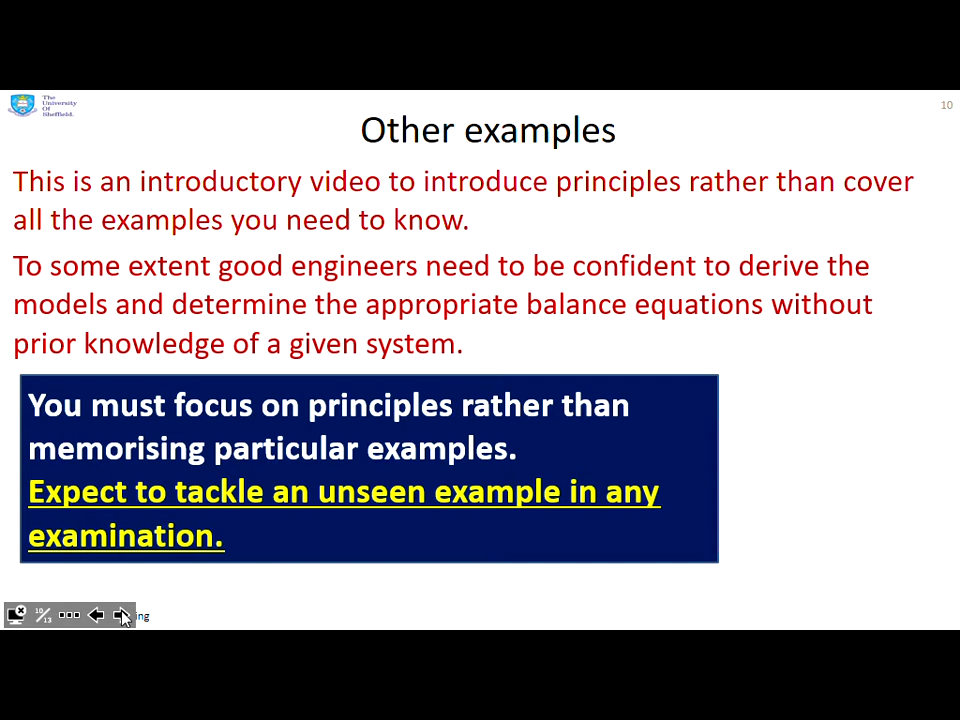 The
University
Of
Sheffield.
10
Other examples
This is an introductory video to introduce principles rather than cover
all the examples you need to know.
To some extent good engineers need to be confident to derive the
models and determine the appropriate balance equations without
prior knowledge of a given system.
You must focus on principles rather than
memorising particular examples.
Expect to tackle an unseen example in any
examination.
10/13
ing